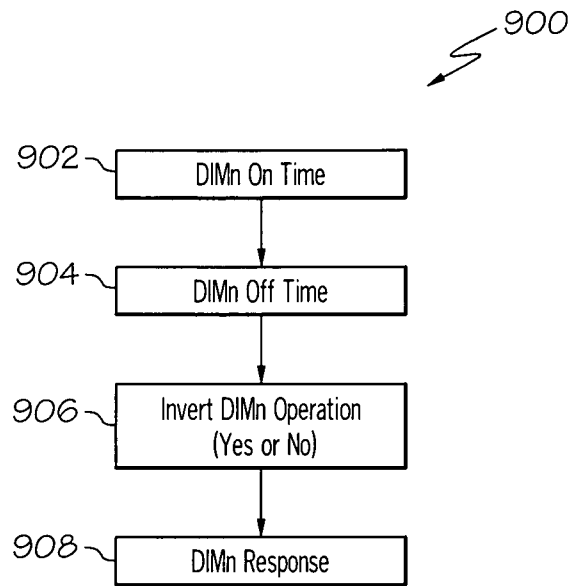 900
902
DIMn On Time
904
DIMn Off Time
906
Invert DIMn Operation
(Yes or No)
908
DIMn Response